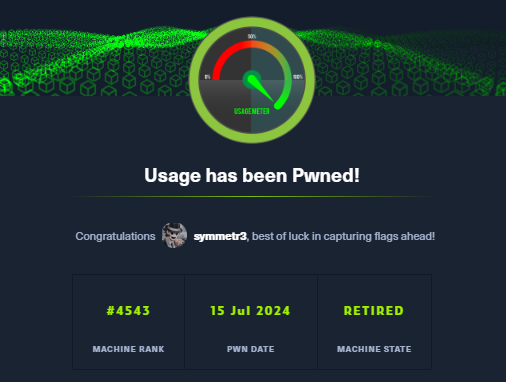 50%
0% 100%
USAGEMETER
Usage has been Pwned!
Congratulations symmetr3, best of luck in capturing flags ahead!
#4543 15 Jul 2024 RETIRED
MACHINE RANK PWN DATE MACHINE STATE